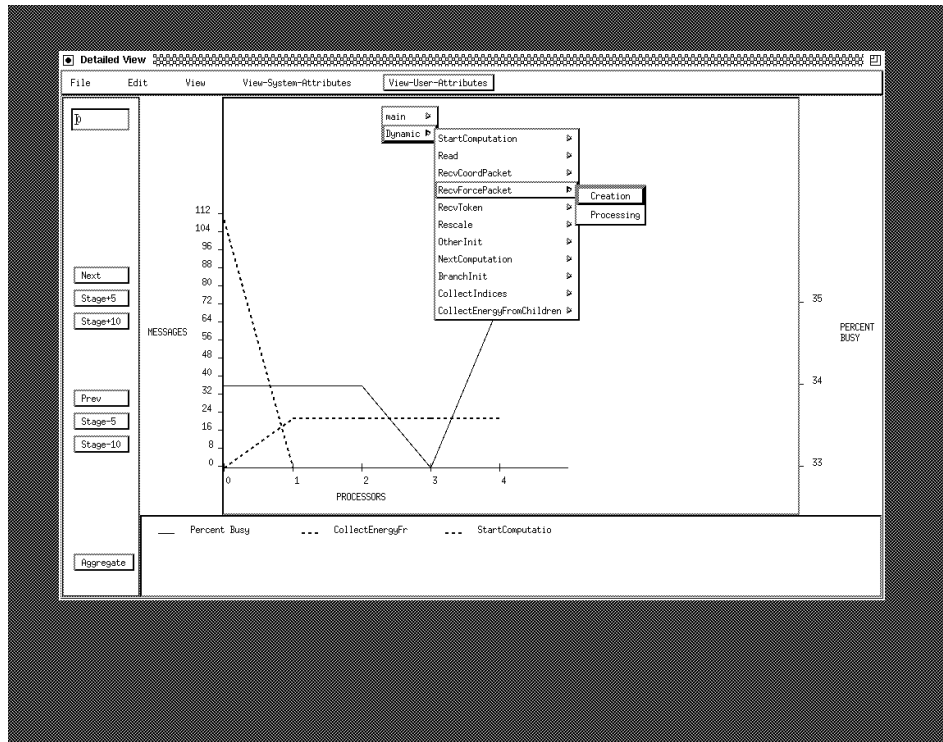 Detailed View
File Edit View View-System-Attributes View-User-Attributes
0
main
Dynamic
StartComputation
Read
RecvCoordPacket
RecvForcePacket
RecvToken
Rescale
OtherInit
NextComputation
BranchInit
CollectIndices
CollectEnergyFromChildren
Creation
Processing
Next
Stage+5
Stage+10
Prev
Stage-5
Stage-10
Aggregate
MESSAGES
112
104
96
88
80
72
64
56
48
40
32
24
16
8
0
0 1 2 3 4
PROCESSORS
35
34
33
PERCENT
BUSY
Percent Busy CollectEnergyFr StartComputatio